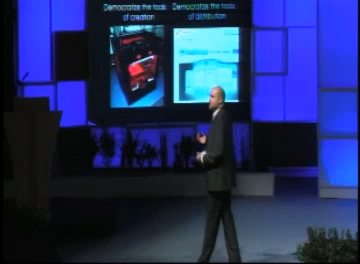 Democratize the tools
of creation
Democratize the tools
of distribution